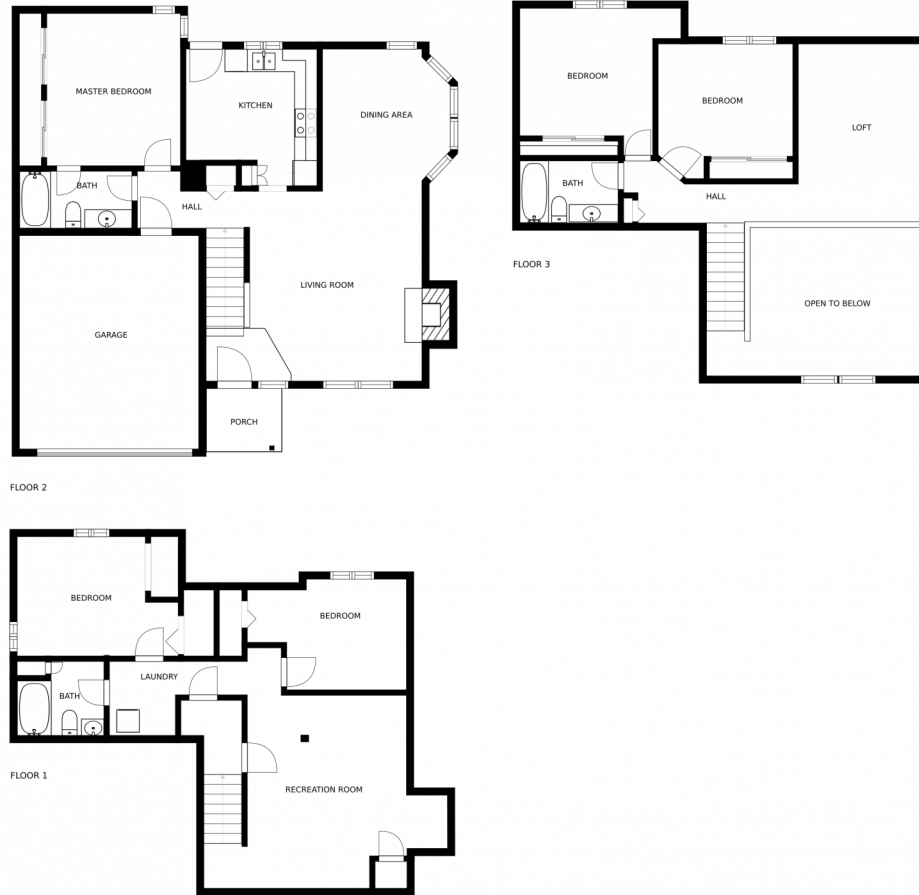 MASTER BEDROOM
KITCHEN
DINING AREA
BATH
HALL
LIVING ROOM
GARAGE
PORCH
FLOOR 2
BEDROOM
BEDROOM
LOFT
BATH
HALL
FLOOR 3
OPEN TO BELOW
BEDROOM
BEDROOM
LAUNDRY
BATH
FLOOR 1
RECREATION ROOM